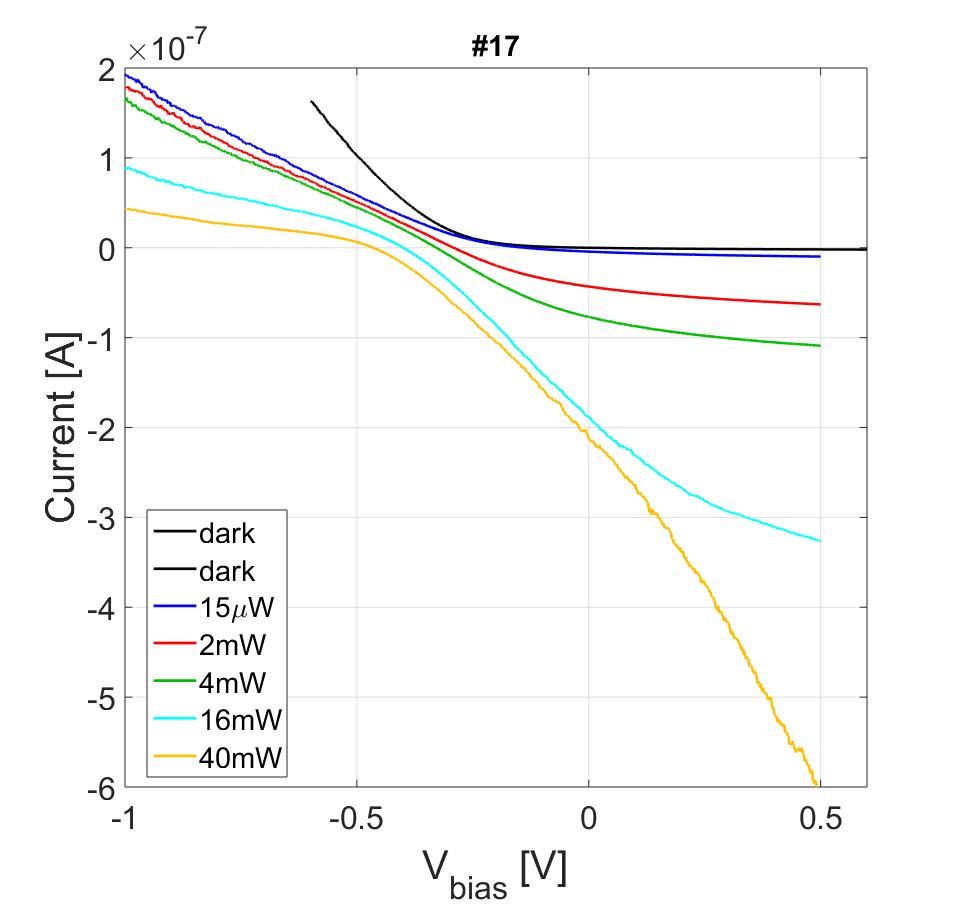 ×10⁻⁷
#17
2
1
0
-1
-2
-3
-4
-5
-6
Current [A]
dark
dark
15μW
2mW
4mW
16mW
40mW
-1
-0.5
0
0.5
V_bias [V]